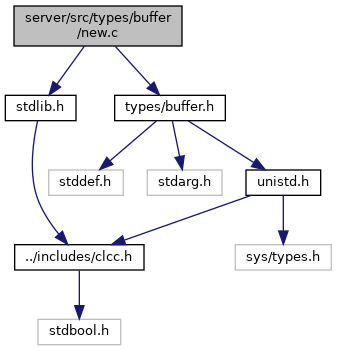 server/src/types/buffer
/new.c
stdlib.h
types/buffer.h
stddef.h
stdarg.h
unistd.h
../includes/clcc.h
sys/types.h
stdbool.h